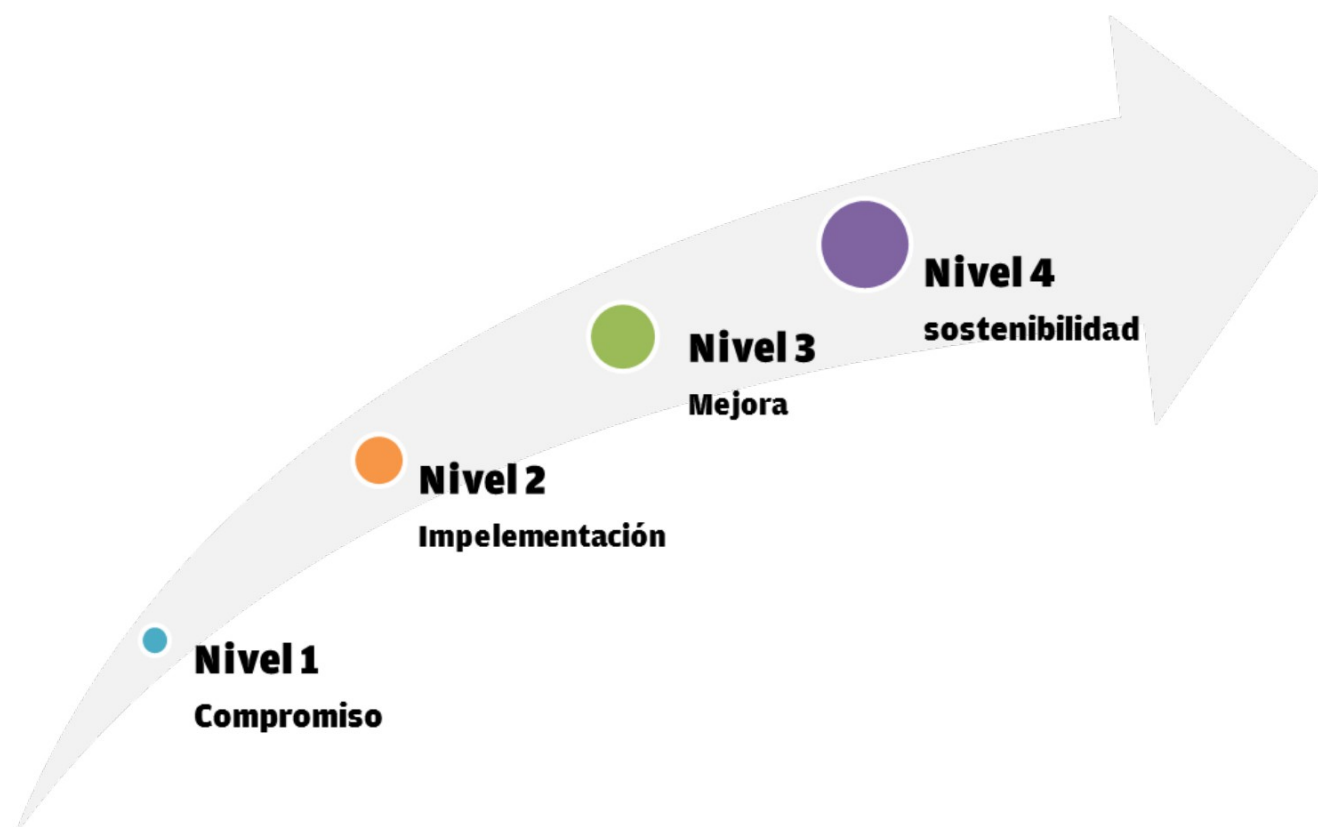 Nivel 4
sostenibilidad
Nivel 3
Mejora
Nivel 2
Impelementación
Nivel 1
Compromiso